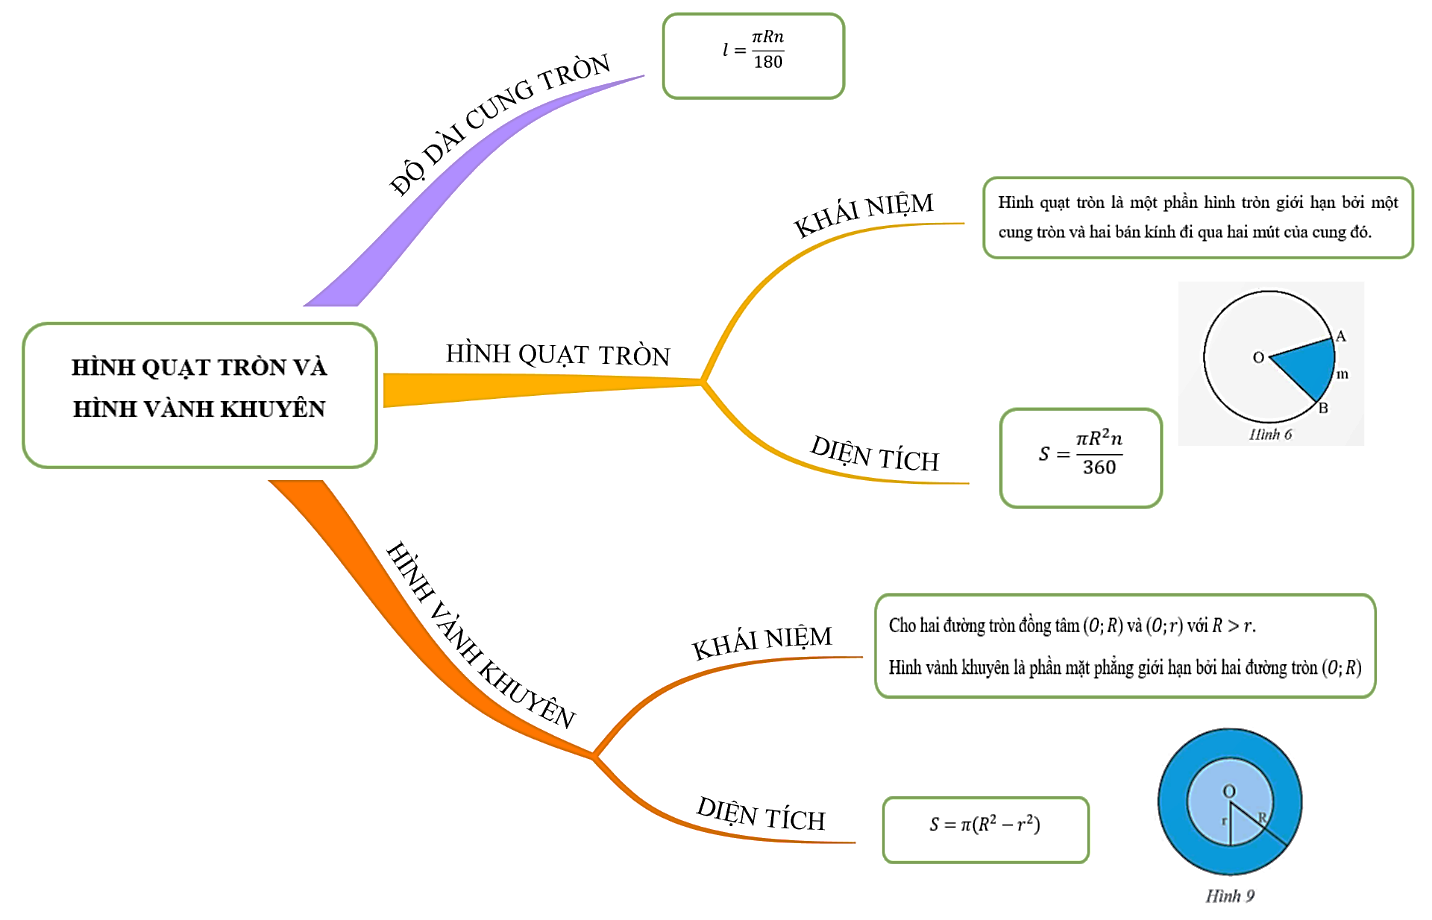 ĐỘ DÀI CUNG TRÒN
l = πRn/180
HÌNH QUẠT TRÒN VÀ
HÌNH VÀNH KHUYÊN
HÌNH QUẠT TRÒN
KHÁI NIỆM
Hình quạt tròn là một phần hình tròn giới hạn bởi một
cung tròn và hai bán kính đi qua hai mút của cung đó.
A
O
m
B
Hình 6
DIỆN TÍCH
S = πR²n/360
HÌNH VÀNH KHUYÊN
KHÁI NIỆM
Cho hai đường tròn đồng tâm (O; R) và (O; r) với R > r.
Hình vành khuyên là phần mặt phẳng giới hạn bởi hai đường tròn (O; R)
DIỆN TÍCH
S = π(R² − r²)
O
r
R
Hình 9